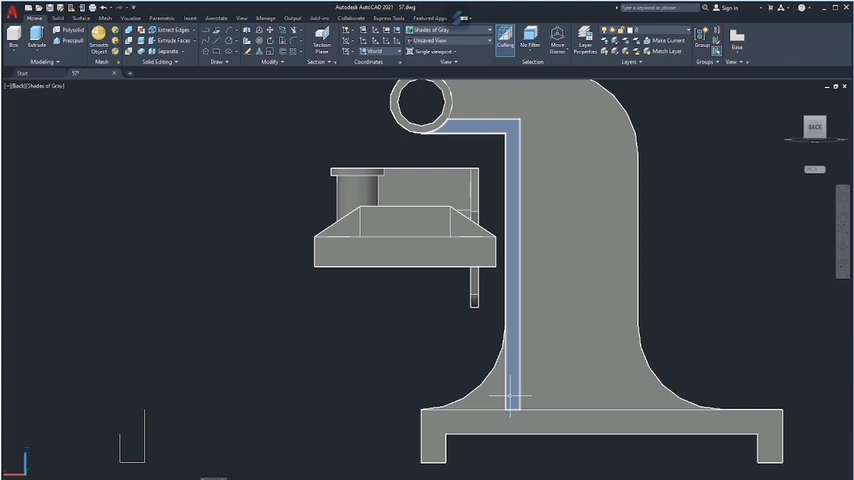 Autodesk AutoCAD 2021 57.dwg
Type a keyword or phrase
Sign in
Home Solid Surface Mesh Visualize Parametric Insert Annotate View Manage Output Add-ins Collaborate Express Tools Featured Apps
Box Extrude Polysolid Presspull Smooth Object Extract Edges Extrude Faces Section Plane World Shades of Gray Unsaved View Single viewport Culling No Filter Move Gizmo Layer Properties 0 Make Current Match Layer Group Base
Modeling Mesh Solid Editing Draw Modify Section Coordinates View Selection Layers Groups View
Start 57*
[-][Back][Shades of Gray]
BACK